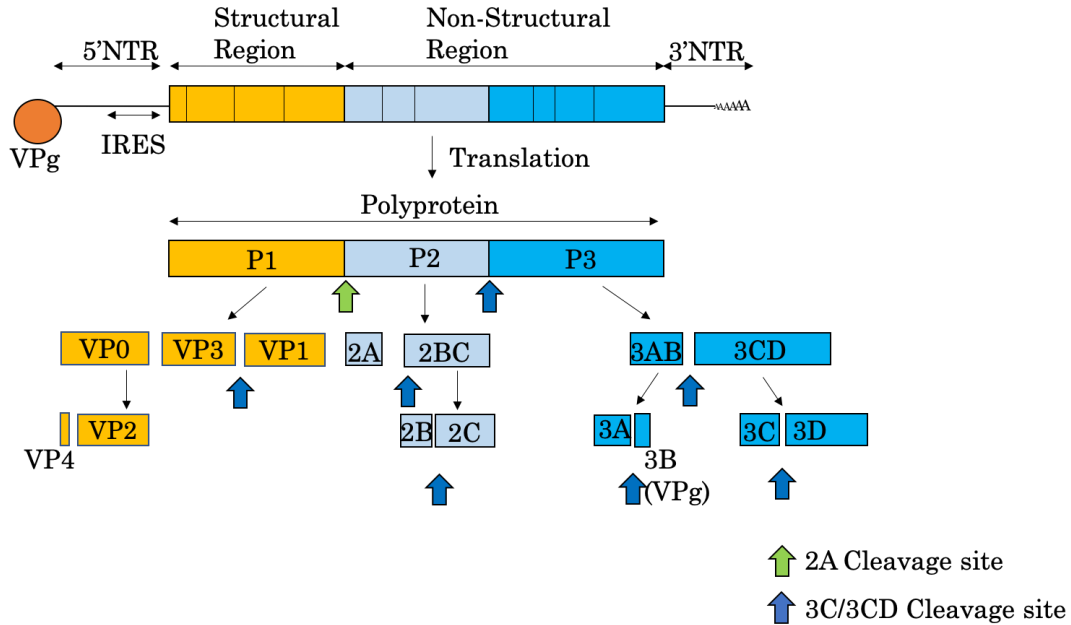 Structural
Region
Non-Structural
Region
5'NTR
3'NTR
VPg
IRES
AAAAAA
Translation
Polyprotein
P1
P2
P3
VP0
VP3
VP1
2A
2BC
3AB
3CD
VP4
VP2
2B
2C
3A
3B
(VPg)
3C
3D
2A Cleavage site
3C/3CD Cleavage site